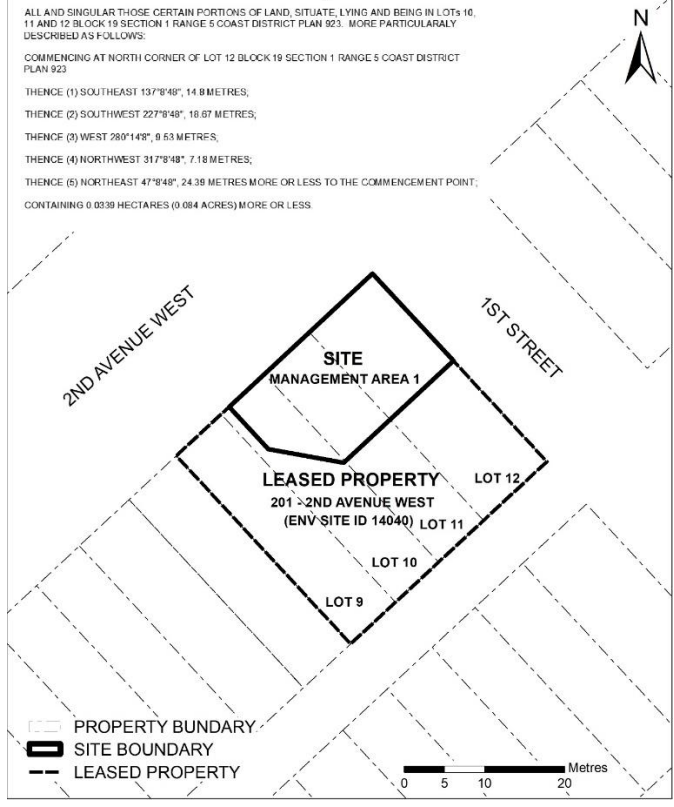 ALL AND SINGULAR THOSE CERTAIN PORTIONS OF LAND, SITUATE, LYING AND BEING IN LOTs 10,
11 AND 12 BLOCK 19 SECTION 1 RANGE 5 COAST DISTRICT PLAN 923. MORE PARTICULARALY
DESCRIBED AS FOLLOWS:
COMMENCING AT NORTH CORNER OF LOT 12 BLOCK 19 SECTION 1 RANGE 5 COAST DISTRICT
PLAN 923
THENCE (1) SOUTHEAST 137°8'48", 14.8 METRES;
THENCE (2) SOUTHWEST 227°8'48", 18.67 METRES;
THENCE (3) WEST 280°14'8", 9.53 METRES;
THENCE (4) NORTHWEST 317°8'48", 7.18 METRES;
THENCE (5) NORTHEAST 47°8'48", 24.39 METRES MORE OR LESS TO THE COMMENCEMENT POINT;
CONTAINING 0.0339 HECTARES (0.084 ACRES) MORE OR LESS.
N
2ND AVENUE WEST
1ST STREET
SITE
MANAGEMENT AREA 1
LEASED PROPERTY
201 - 2ND AVENUE WEST
(ENV SITE ID 14040)
LOT 12
LOT 11
LOT 10
LOT 9
PROPERTY BUNDARY
SITE BOUNDARY
LEASED PROPERTY
Metres
0 5 10 20